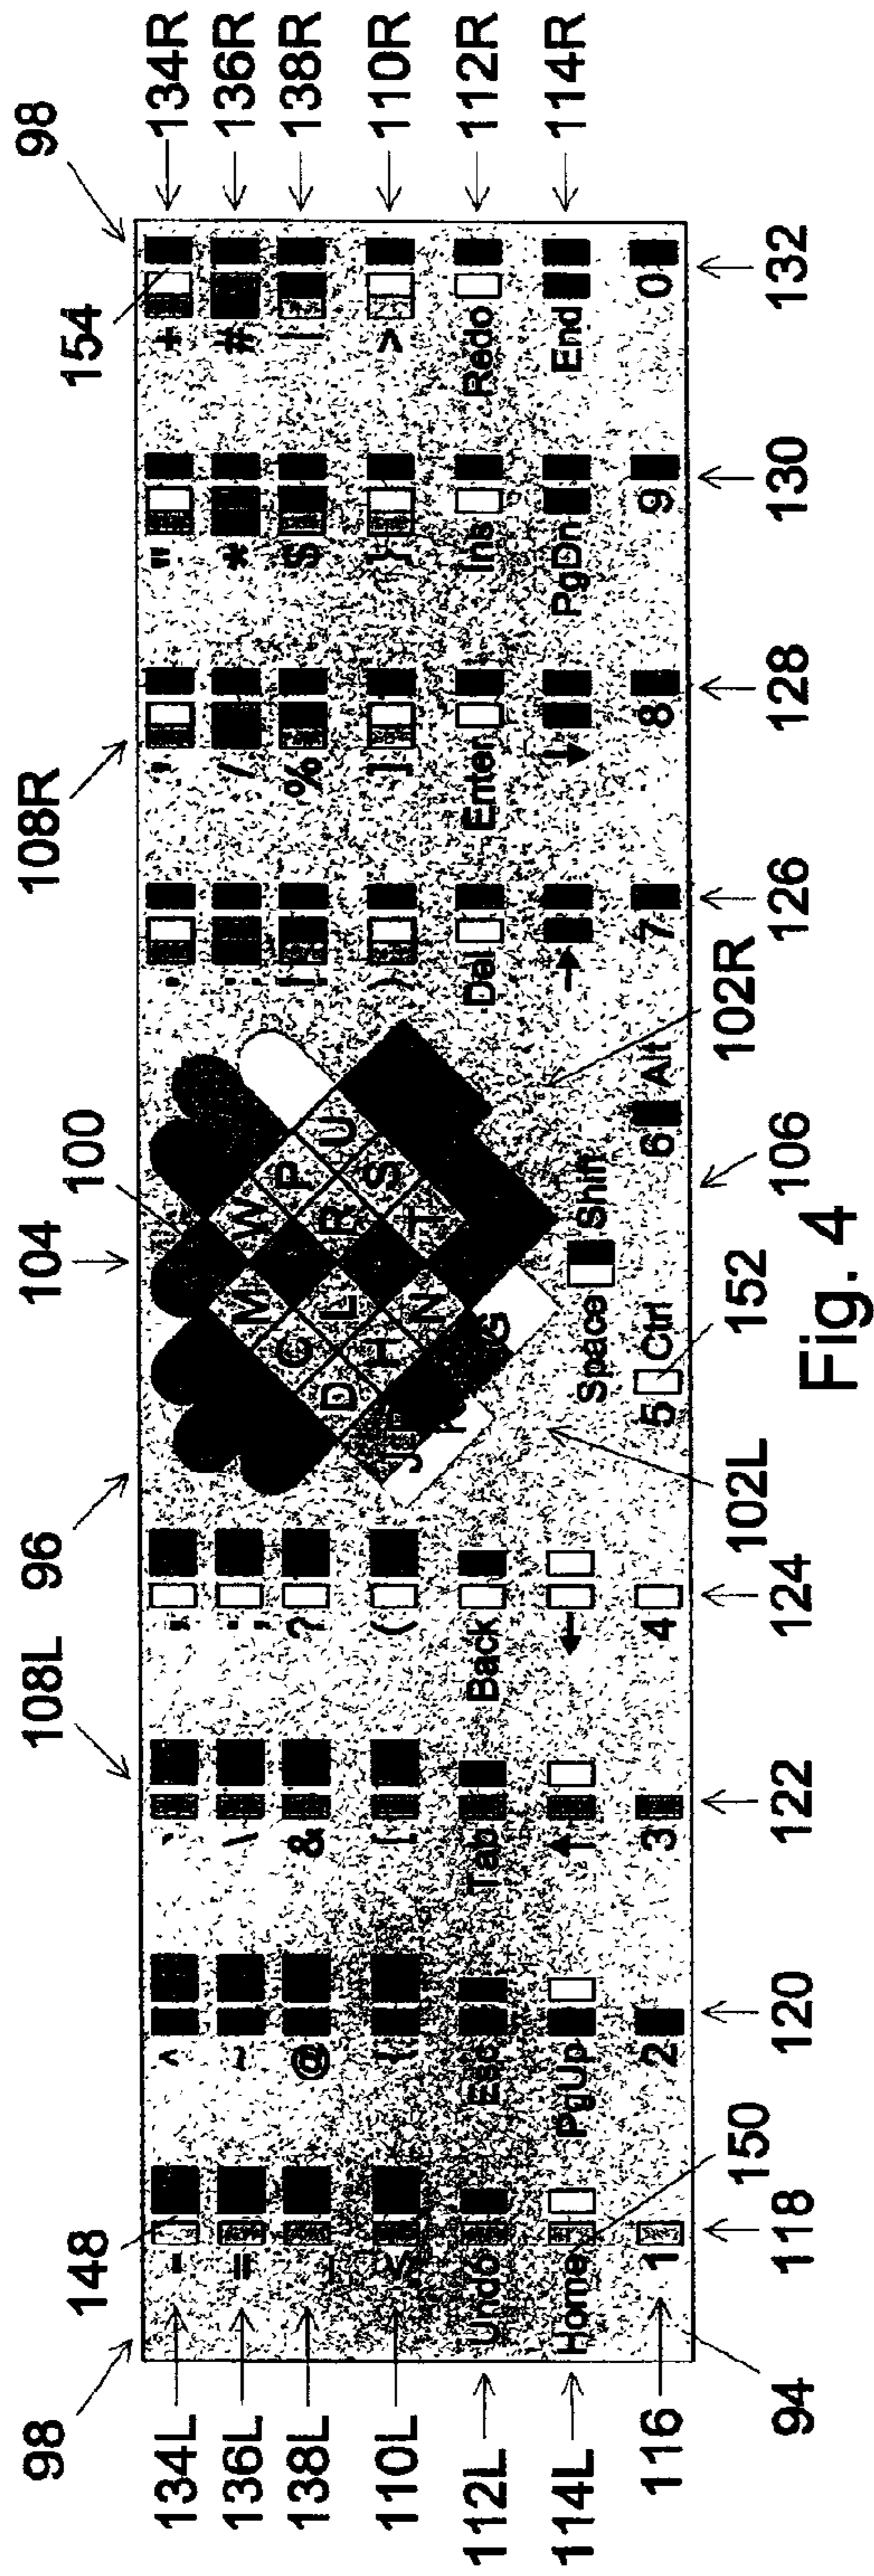 98 108L 96 104 108R 98
148 100 154
134L - ^ ` " + 134R
136L = ~ \ ; / * # 136R
138L _ @ & ? ! % $ | 138R
M W
C P
D L R U
H S
J
N T
G
110L < { [ ( ) ] } > 110R
112L Undo Esc Tab Back Del Enter Ins Redo 112R
114L Home PgUp ↑ ← → ↓ PgDn End 114R
Space Shift
116 1 2 3 4 5 Ctrl 6 Alt 7 8 9 0
150 102L 152 102R
94 118 120 122 124 106 126 128 130 132
Fig. 4